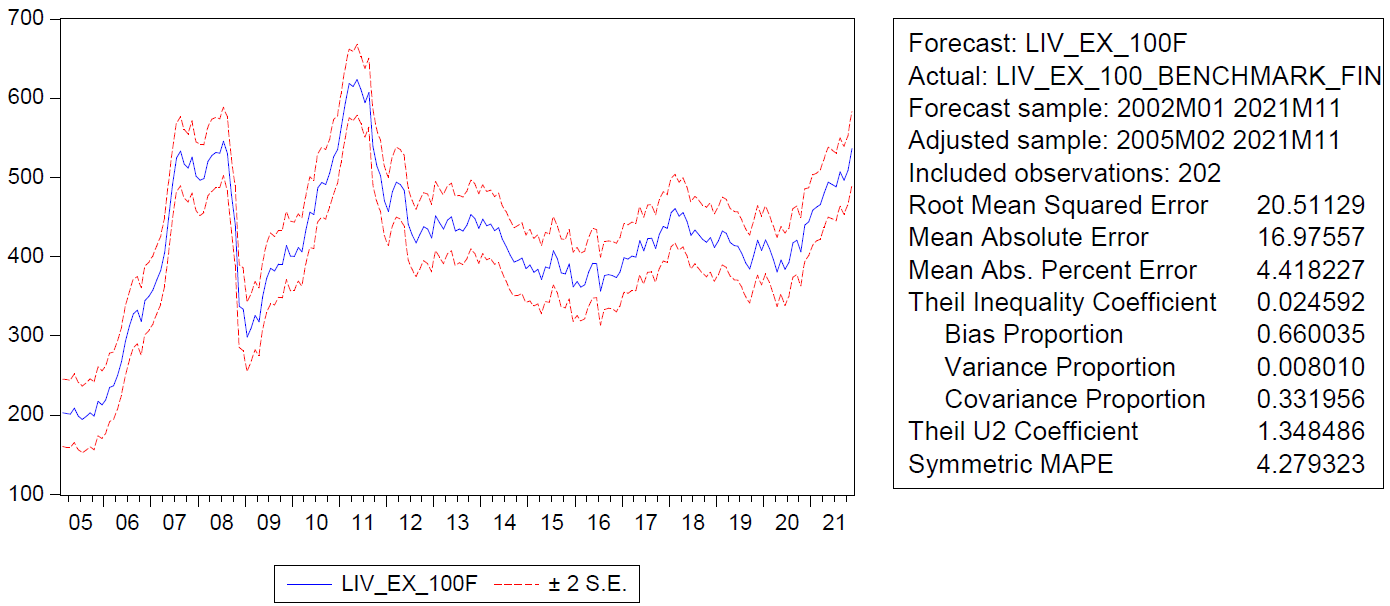 700
600
500
400
300
200
100
05 06 07 08 09 10 11 12 13 14 15 16 17 18 19 20 21
LIV_EX_100F ± 2 S.E.
Forecast: LIV_EX_100F
Actual: LIV_EX_100_BENCHMARK_FIN
Forecast sample: 2002M01 2021M11
Adjusted sample: 2005M02 2021M11
Included observations: 202
Root Mean Squared Error 20.51129
Mean Absolute Error 16.97557
Mean Abs. Percent Error 4.418227
Theil Inequality Coefficient 0.024592
Bias Proportion 0.660035
Variance Proportion 0.008010
Covariance Proportion 0.331956
Theil U2 Coefficient 1.348486
Symmetric MAPE 4.279323